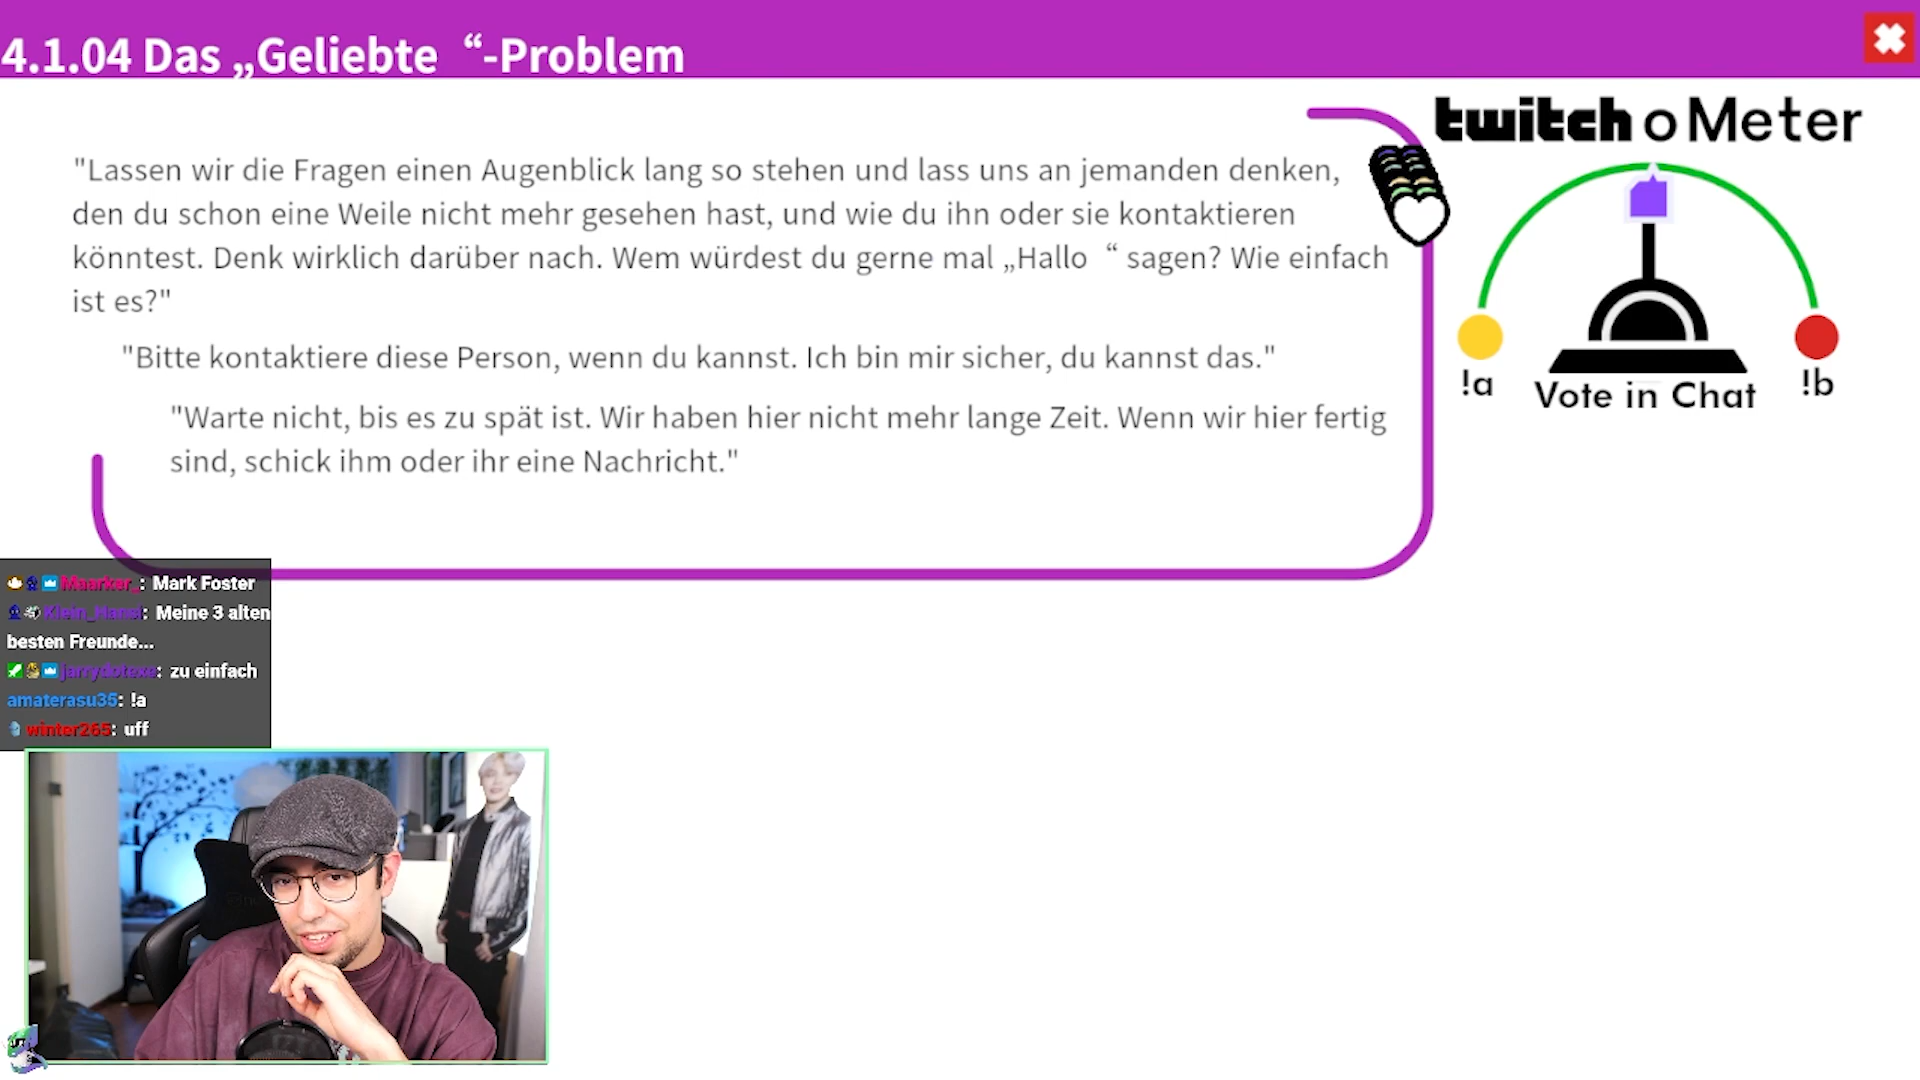 4.1.04 Das „Geliebte “-Problem
twitch o Meter
"Lassen wir die Fragen einen Augenblick lang so stehen und lass uns an jemanden denken,
den du schon eine Weile nicht mehr gesehen hast, und wie du ihn oder sie kontaktieren
könntest. Denk wirklich darüber nach. Wem würdest du gerne mal „Hallo “ sagen? Wie einfach
ist es?"
"Bitte kontaktiere diese Person, wenn du kannst. Ich bin mir sicher, du kannst das."
"Warte nicht, bis es zu spät ist. Wir haben hier nicht mehr lange Zeit. Wenn wir hier fertig
sind, schick ihm oder ihr eine Nachricht."
!a
Vote in Chat
!b
Maarker_: Mark Foster
Klein_Hansi: Meine 3 alten
besten Freunde...
jarrydotexe: zu einfach
amaterasu35: !a
winter265: uff